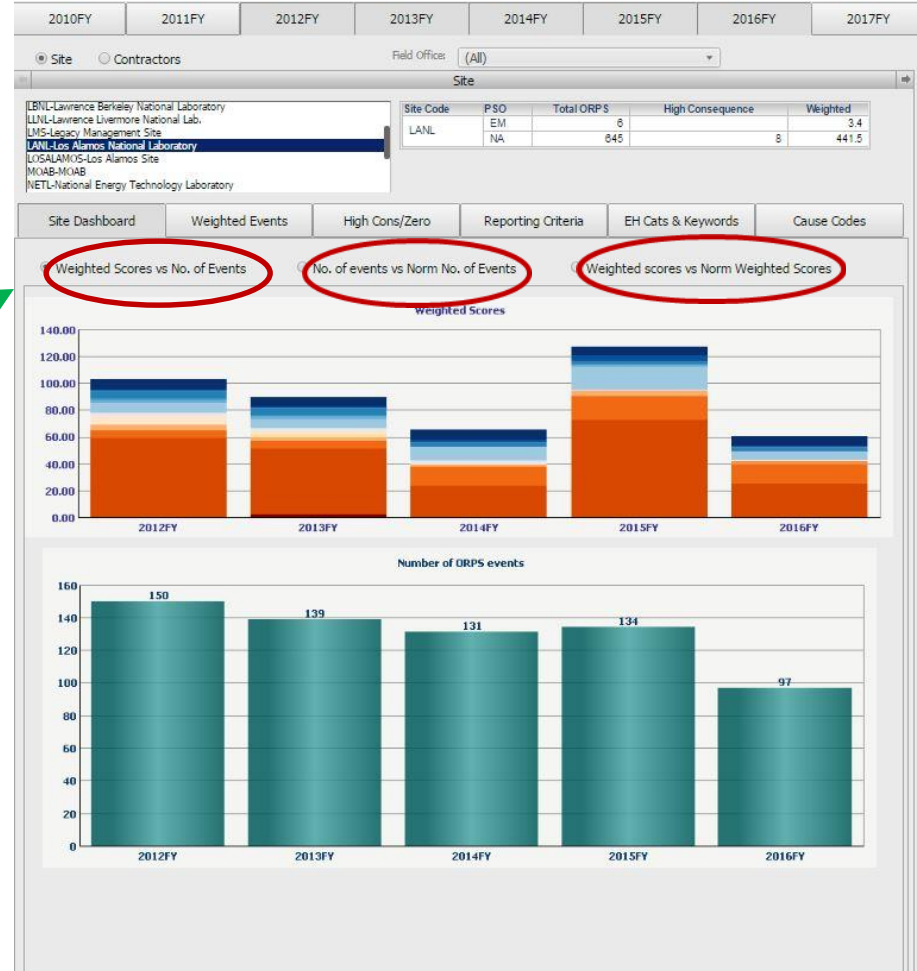 2010FY 2011FY 2012FY 2013FY 2014FY 2015FY 2016FY 2017FY
Site Contractors Field Office: (All)
Site
LBNL-Lawrence Berkeley National Laboratory
LLNL-Lawrence Livermore National Lab.
LMS-Legacy Management Site
LANL-Los Alamos National Laboratory
LOSALAMOS-Los Alamos Site
MOAB-MOAB
NETL-National Energy Technology Laboratory
Site Code PSO Total ORPS High Consequence Weighted
LANL EM 6 3.4
NA 645 8 441.5
Site Dashboard Weighted Events High Cons/Zero Reporting Criteria EH Cats & Keywords Cause Codes
Weighted Scores vs No. of Events No. of events vs Norm No. of Events Weighted scores vs Norm Weighted Scores
Weighted Scores
140.00
120.00
100.00
80.00
60.00
40.00
20.00
0.00
2012FY 2013FY 2014FY 2015FY 2016FY
Number of ORPS events
160
140
120
100
80
60
40
20
0
150 139 131 134 97
2012FY 2013FY 2014FY 2015FY 2016FY